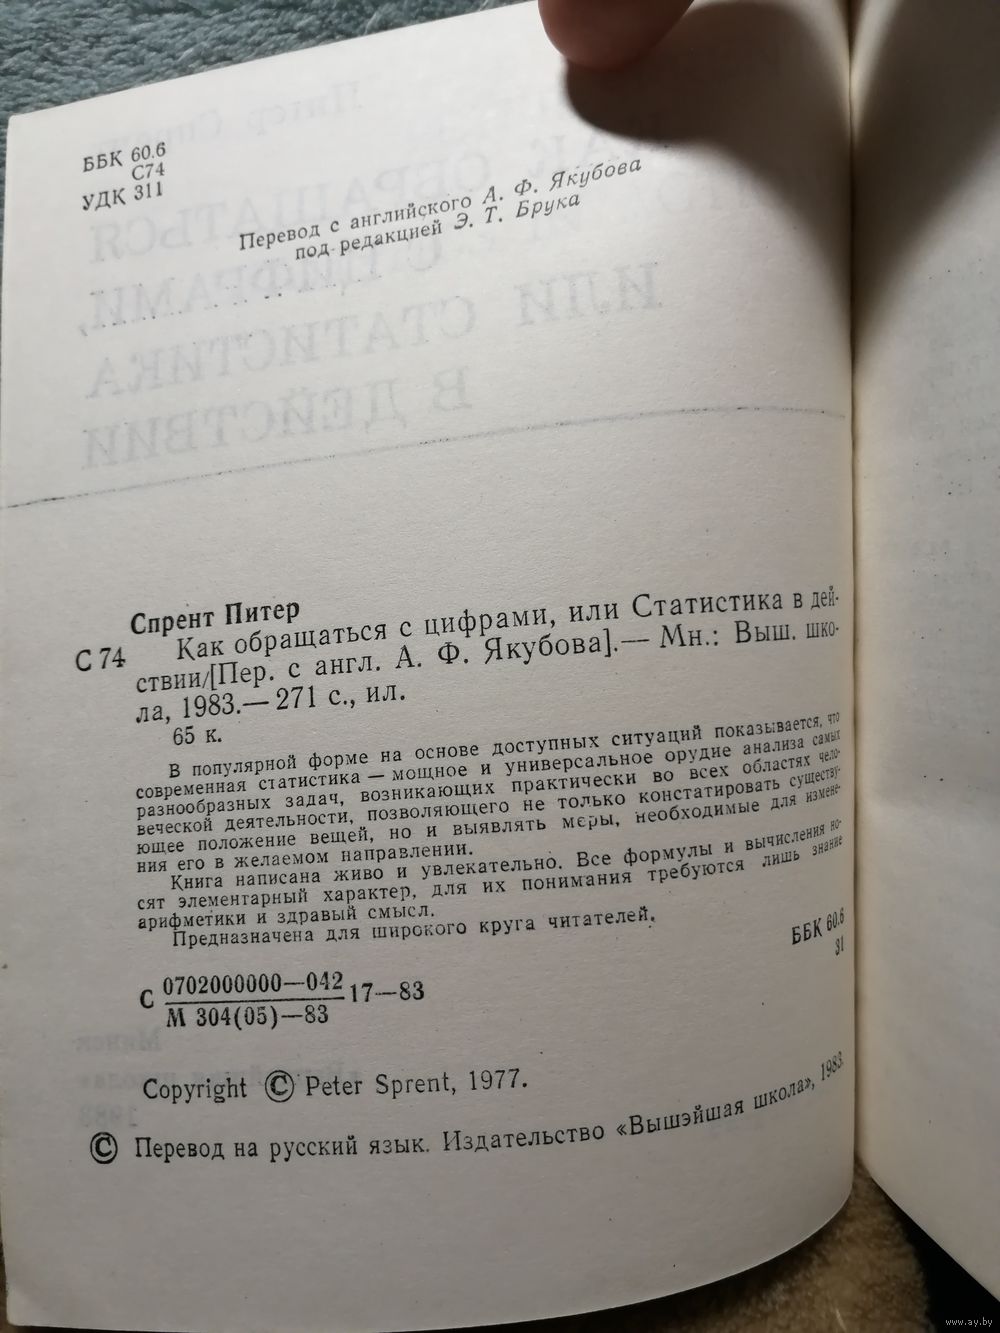 ББК 60.6
С74
УДК 311
Перевод с английского А. Ф. Якубова
под редакцией Э. Т. Брука
Спрент Питер
С 74 Как обращаться с цифрами, или Статистика в дей-
ствии/[Пер. с англ. А. Ф. Якубова].— Мн.: Выш. шко-
ла, 1983.— 271 с., ил.
65 к.
В популярной форме на основе доступных ситуаций показывается, что
современная статистика — мощное и универсальное орудие анализа самых
разнообразных задач, возникающих практически во всех областях чело-
веческой деятельности, позволяющего не только констатировать существу-
ющее положение вещей, но и выявлять меры, необходимые для измене-
ния его в желаемом направлении.
Книга написана живо и увлекательно. Все формулы и вычисления но-
сят элементарный характер, для их понимания требуются лишь знание
арифметики и здравый смысл.
Предназначена для широкого круга читателей.
ББК 60.6
31
С 0702000000—042 17—83
М 304(05)—83
Copyright © Peter Sprent, 1977.
© Перевод на русский язык. Издательство «Вышэйшая школа», 1983.
www.ay.by